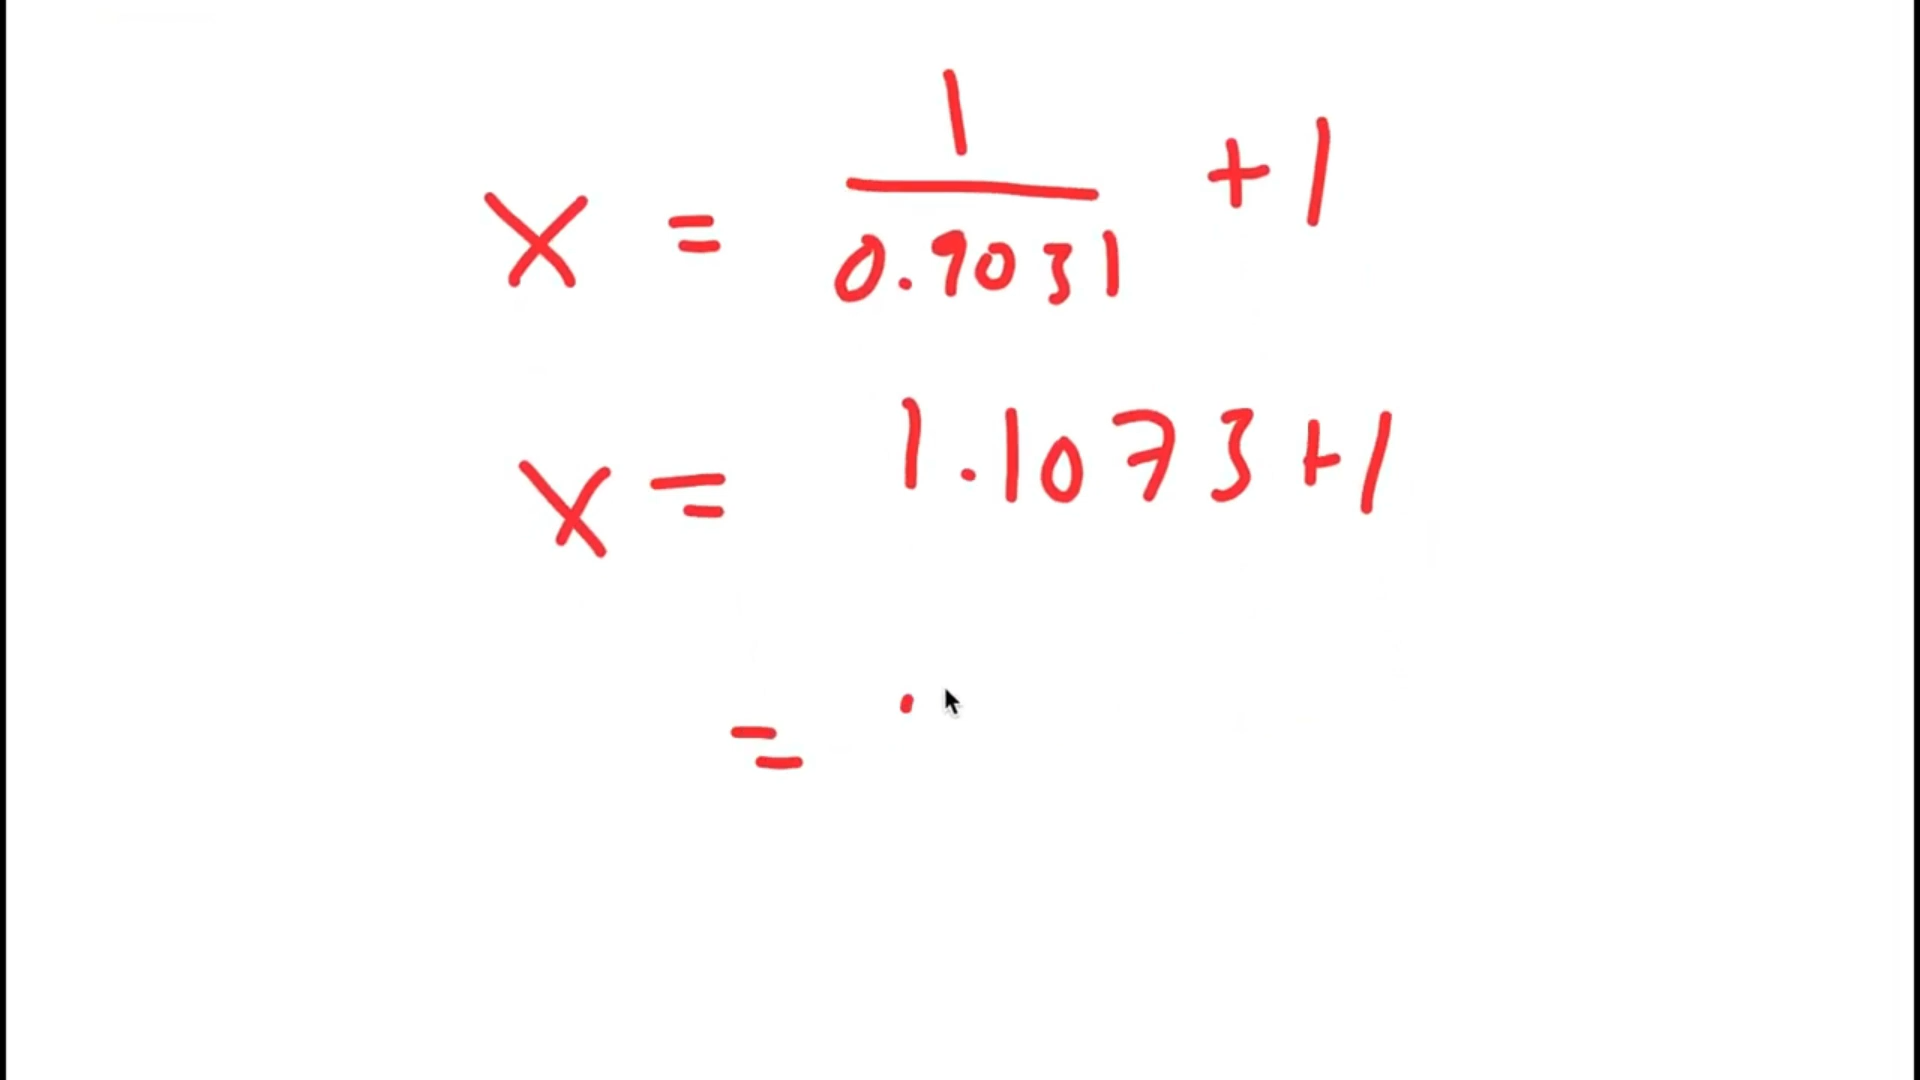 x = 1/0.9031 + 1
x = 1.1073+1
=